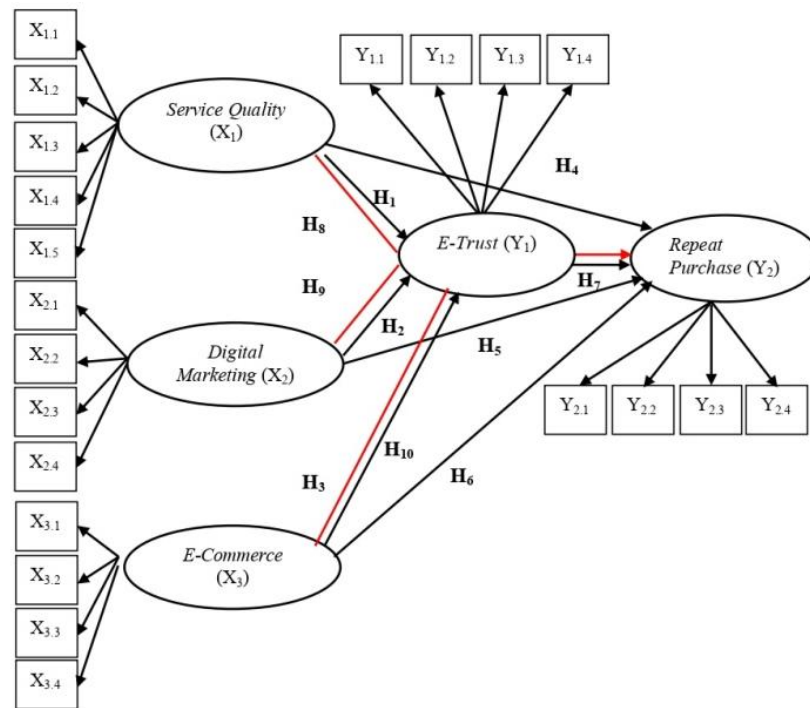 X1.1
X1.2
X1.3
X1.4
X1.5
Service Quality
(X1)
Y1.1
Y1.2
Y1.3
Y1.4
H4
H1
H8
E-Trust (Y1)
Repeat
Purchase (Y2)
H9
H7
H2
H5
X2.1
X2.2
X2.3
X2.4
Digital
Marketing (X2)
Y2.1
Y2.2
Y2.3
Y2.4
H10
H3
H6
X3.1
X3.2
X3.3
X3.4
E-Commerce
(X3)